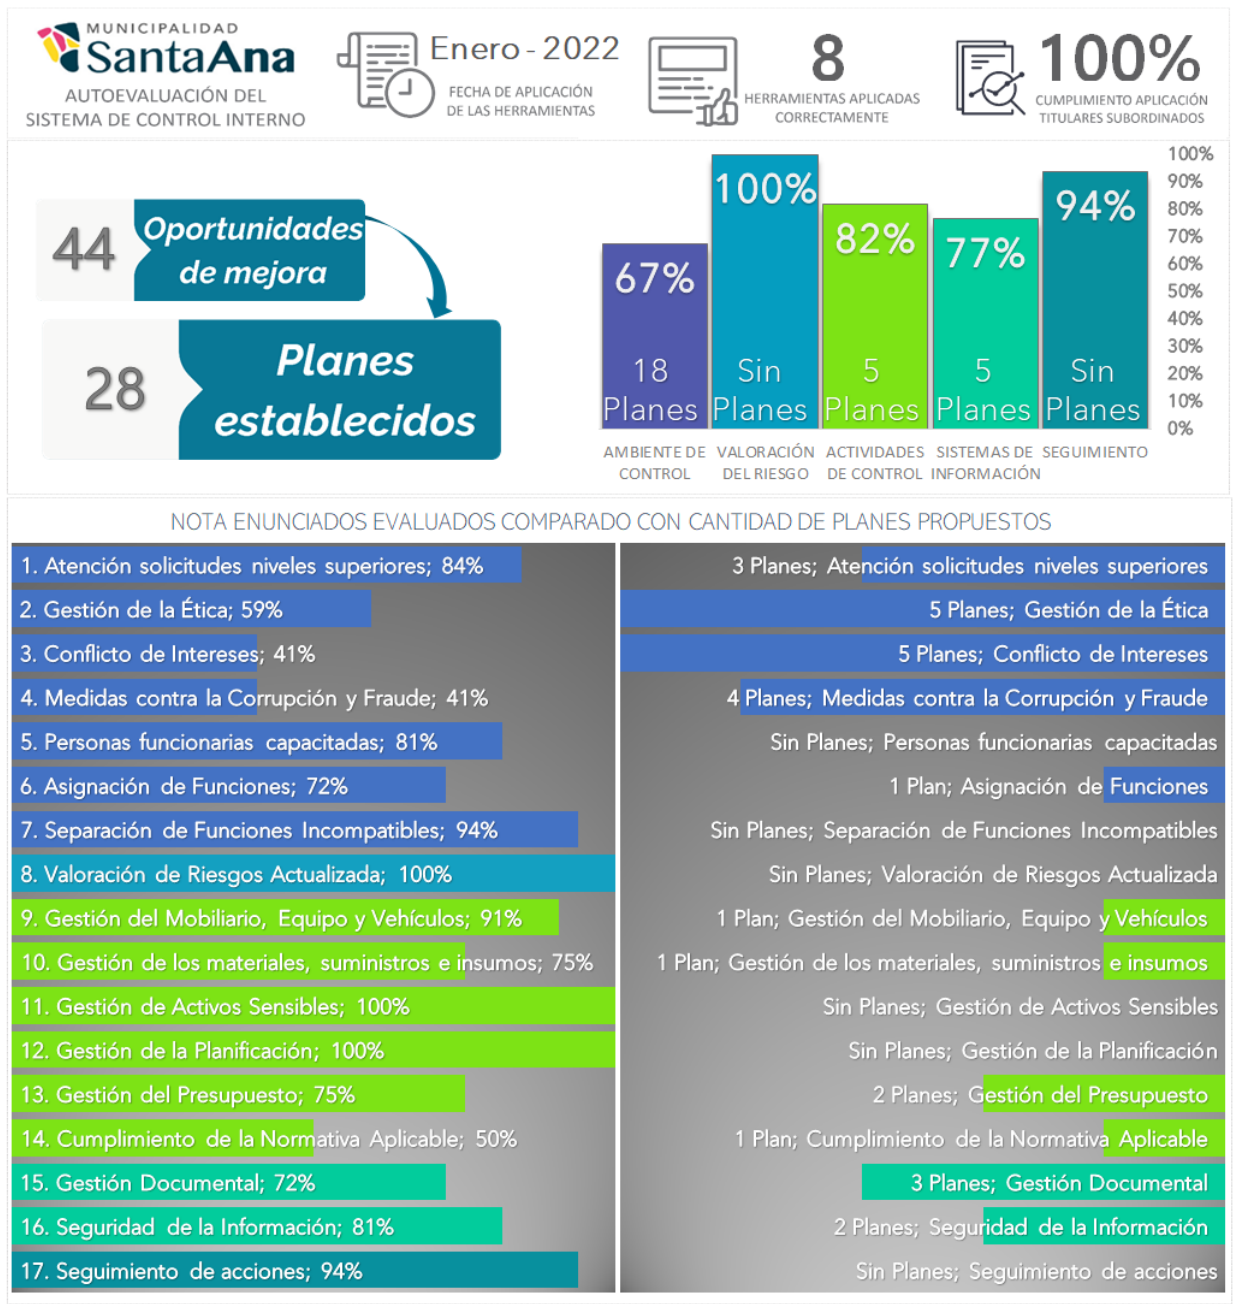 MUNICIPALIDAD
SantaAna
AUTOEVALUACIÓN DEL
SISTEMA DE CONTROL INTERNO
Enero - 2022
FECHA DE APLICACIÓN
DE LAS HERRAMIENTAS
8
HERRAMIENTAS APLICADAS
CORRECTAMENTE
100%
CUMPLIMIENTO APLICACIÓN
TITULARES SUBORDINADOS
44
Oportunidades
de mejora
28
Planes
establecidos
67%
18
Planes
100%
Sin
Planes
82%
5
Planes
77%
5
Planes
94%
Sin
Planes
100%
90%
80%
70%
60%
50%
40%
30%
20%
10%
0%
AMBIENTE DE
CONTROL
VALORACIÓN
DEL RIESGO
ACTIVIDADES
DE CONTROL
SISTEMAS DE
INFORMACIÓN
SEGUIMIENTO
NOTA ENUNCIADOS EVALUADOS COMPARADO CON CANTIDAD DE PLANES PROPUESTOS
1. Atención solicitudes niveles superiores; 84%
2. Gestión de la Ética; 59%
3. Conflicto de Intereses; 41%
4. Medidas contra la Corrupción y Fraude; 41%
5. Personas funcionarias capacitadas; 81%
6. Asignación de Funciones; 72%
7. Separación de Funciones Incompatibles; 94%
8. Valoración de Riesgos Actualizada; 100%
9. Gestión del Mobiliario, Equipo y Vehículos; 91%
10. Gestión de los materiales, suministros e insumos; 75%
11. Gestión de Activos Sensibles; 100%
12. Gestión de la Planificación; 100%
13. Gestión del Presupuesto; 75%
14. Cumplimiento de la Normativa Aplicable; 50%
15. Gestión Documental; 72%
16. Seguridad de la Información; 81%
17. Seguimiento de acciones; 94%
3 Planes; Atención solicitudes niveles superiores
5 Planes; Gestión de la Ética
5 Planes; Conflicto de Intereses
4 Planes; Medidas contra la Corrupción y Fraude
Sin Planes; Personas funcionarias capacitadas
1 Plan; Asignación de Funciones
Sin Planes; Separación de Funciones Incompatibles
Sin Planes; Valoración de Riesgos Actualizada
1 Plan; Gestión del Mobiliario, Equipo y Vehículos
1 Plan; Gestión de los materiales, suministros e insumos
Sin Planes; Gestión de Activos Sensibles
Sin Planes; Gestión de la Planificación
2 Planes; Gestión del Presupuesto
1 Plan; Cumplimiento de la Normativa Aplicable
3 Planes; Gestión Documental
2 Planes; Seguridad de la Información
Sin Planes; Seguimiento de acciones